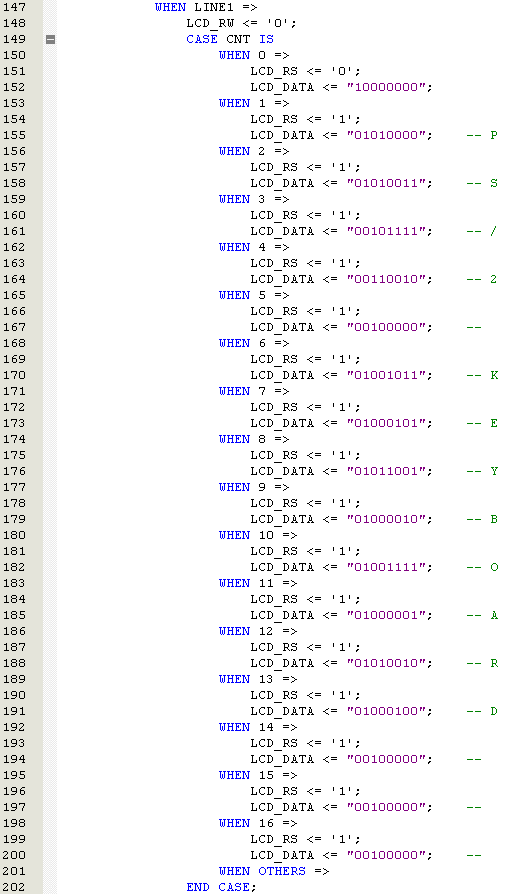 147 WHEN LINE1 =>
148 LCD_RW <= '0';
149 CASE CNT IS
150 WHEN 0 =>
151 LCD_RS <= '0';
152 LCD_DATA <= "10000000";
153 WHEN 1 =>
154 LCD_RS <= '1';
155 LCD_DATA <= "01010000"; -- P
156 WHEN 2 =>
157 LCD_RS <= '1';
158 LCD_DATA <= "01010011"; -- S
159 WHEN 3 =>
160 LCD_RS <= '1';
161 LCD_DATA <= "00101111"; -- /
162 WHEN 4 =>
163 LCD_RS <= '1';
164 LCD_DATA <= "00110010"; -- 2
165 WHEN 5 =>
166 LCD_RS <= '1';
167 LCD_DATA <= "00100000"; --
168 WHEN 6 =>
169 LCD_RS <= '1';
170 LCD_DATA <= "01001011"; -- K
171 WHEN 7 =>
172 LCD_RS <= '1';
173 LCD_DATA <= "01000101"; -- E
174 WHEN 8 =>
175 LCD_RS <= '1';
176 LCD_DATA <= "01011001"; -- Y
177 WHEN 9 =>
178 LCD_RS <= '1';
179 LCD_DATA <= "01000010"; -- B
180 WHEN 10 =>
181 LCD_RS <= '1';
182 LCD_DATA <= "01001111"; -- O
183 WHEN 11 =>
184 LCD_RS <= '1';
185 LCD_DATA <= "01000001"; -- A
186 WHEN 12 =>
187 LCD_RS <= '1';
188 LCD_DATA <= "01010010"; -- R
189 WHEN 13 =>
190 LCD_RS <= '1';
191 LCD_DATA <= "01000100"; -- D
192 WHEN 14 =>
193 LCD_RS <= '1';
194 LCD_DATA <= "00100000"; --
195 WHEN 15 =>
196 LCD_RS <= '1';
197 LCD_DATA <= "00100000"; --
198 WHEN 16 =>
199 LCD_RS <= '1';
200 LCD_DATA <= "00100000"; --
201 WHEN OTHERS =>
202 END CASE;